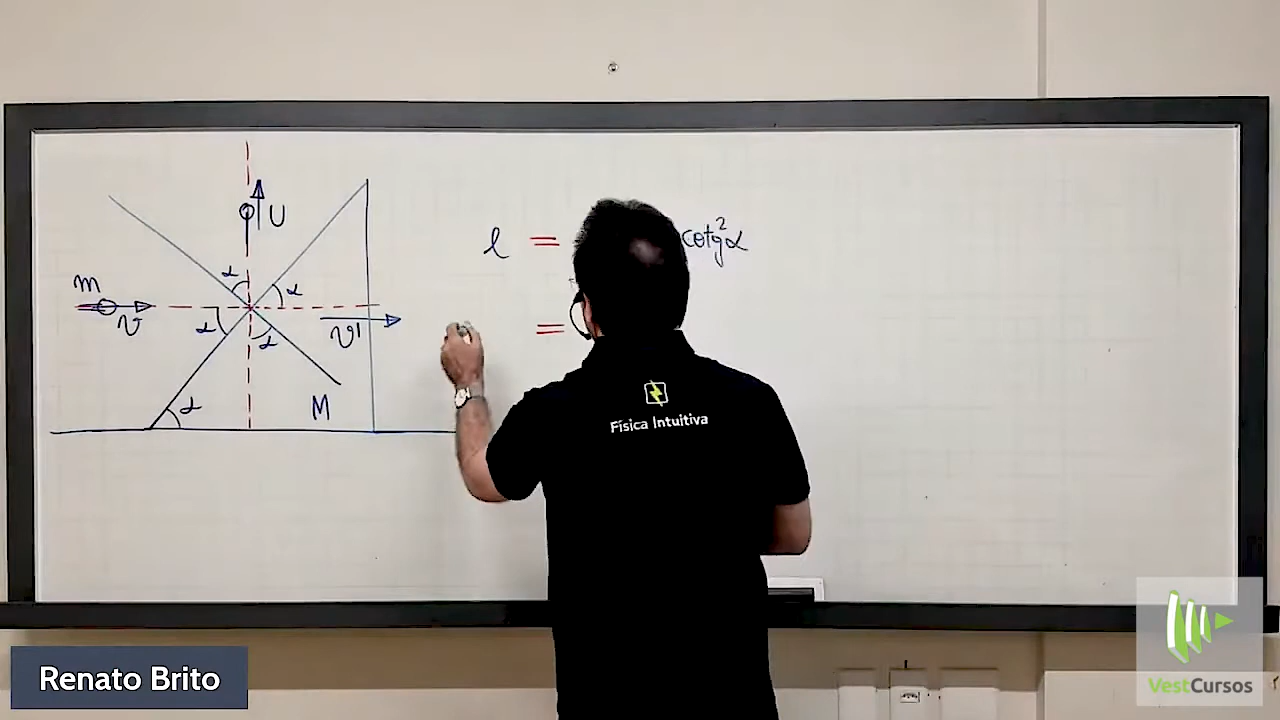 U
α
α
m
v
α
α
v'
α
M
e = cotg²α
=
Física Intuitiva
Renato Brito
VestCursos